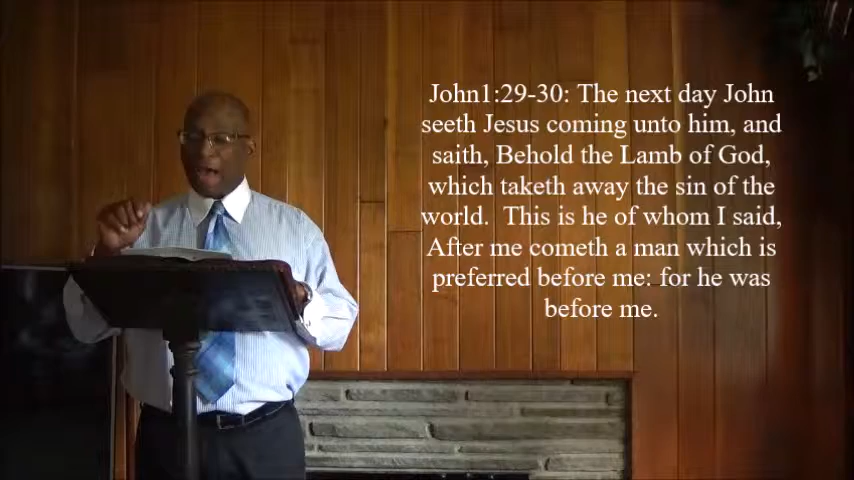 John1:29-30: The next day John
seeth Jesus coming unto him, and
saith, Behold the Lamb of God,
which taketh away the sin of the
world.  This is he of whom I said,
After me cometh a man which is
preferred before me: for he was
before me.